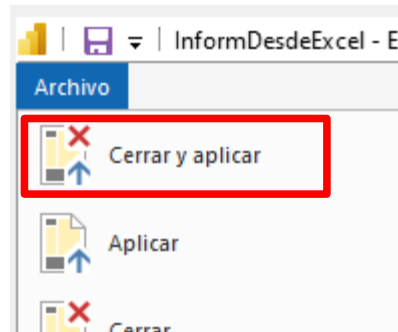 InformDesdeExcel - E
Archivo
Cerrar y aplicar
Aplicar
Cerrar